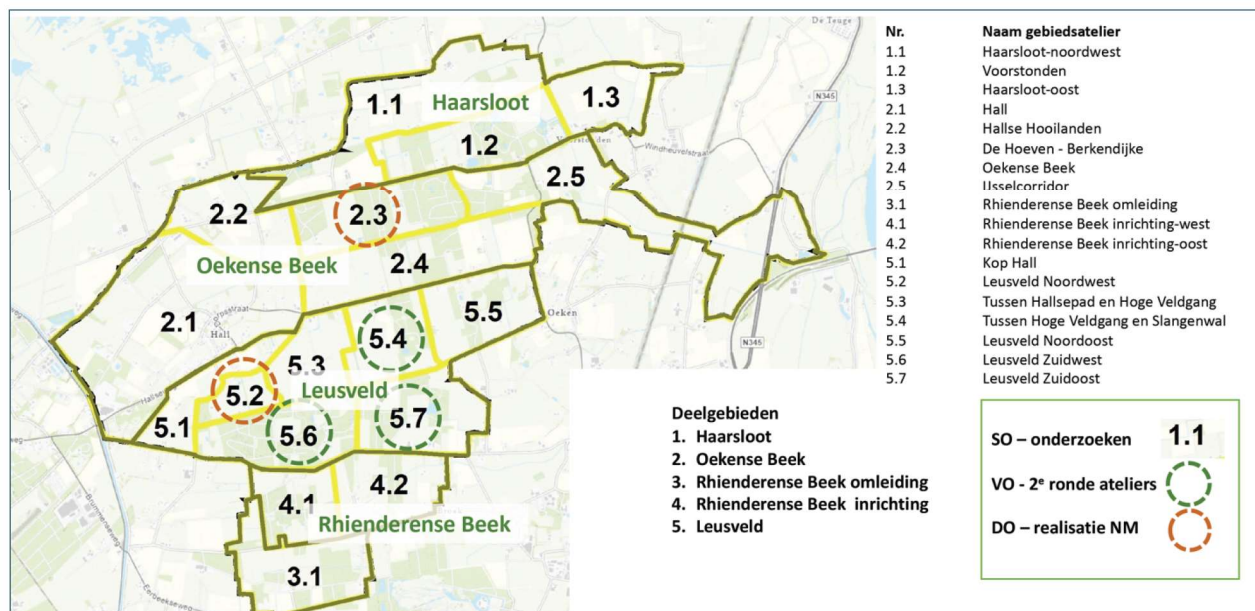 De Teuge
1.1
Haarsloot
1.3
N345
1.2
Voorstonden
Windheuvelstraat
2.5
2.2
2.3
Oekense Beek
2.4
2.1
Hall
5.5
Oeken
5.4
5.3
N345
Leusveld
5.2
5.7
5.1
5.6
4.2
4.1
Rhienderense Beek
3.1
Eerbeekseweg
Nr. Naam gebiedsatelier
1.1 Haarsloot-noordwest
1.2 Voorstonden
1.3 Haarsloot-oost
2.1 Hall
2.2 Hallse Hooilanden
2.3 De Hoeven - Berkendijke
2.4 Oekense Beek
2.5 IJsselcorridor
3.1 Rhienderense Beek omleiding
4.1 Rhienderense Beek inrichting-west
4.2 Rhienderense Beek inrichting-oost
5.1 Kop Hall
5.2 Leusveld Noordwest
5.3 Tussen Hallsepad en Hoge Veldgang
5.4 Tussen Hoge Veldgang en Slangenwal
5.5 Leusveld Noordoost
5.6 Leusveld Zuidwest
5.7 Leusveld Zuidoost
Deelgebieden
1. Haarsloot
2. Oekense Beek
3. Rhienderense Beek omleiding
4. Rhienderense Beek inrichting
5. Leusveld
SO – onderzoeken 1.1
VO - 2e ronde ateliers
DO – realisatie NM